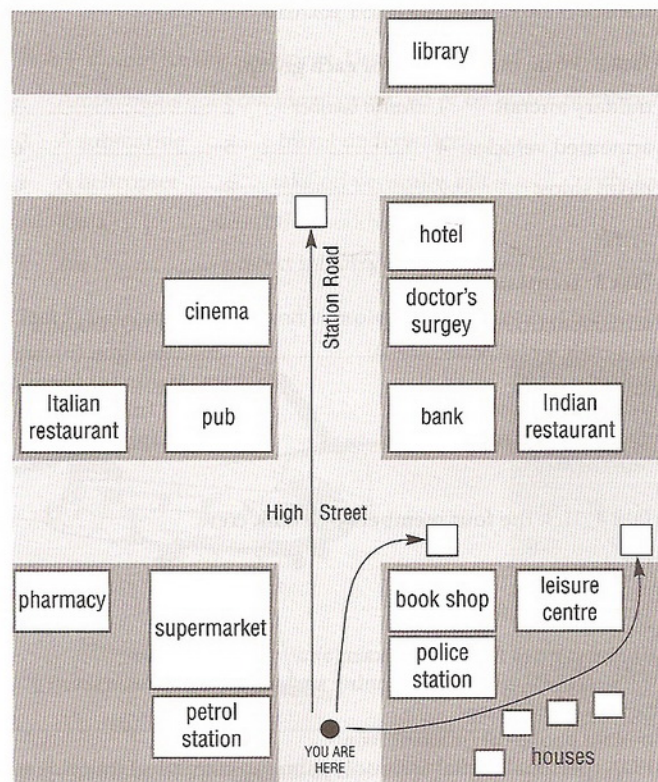 library
hotel
Station Road
cinema
doctor's
surgey
Italian
restaurant
pub
bank
Indian
restaurant
High Street
pharmacy
supermarket
book shop
leisure
centre
police
station
petrol
station
YOU ARE
HERE
houses